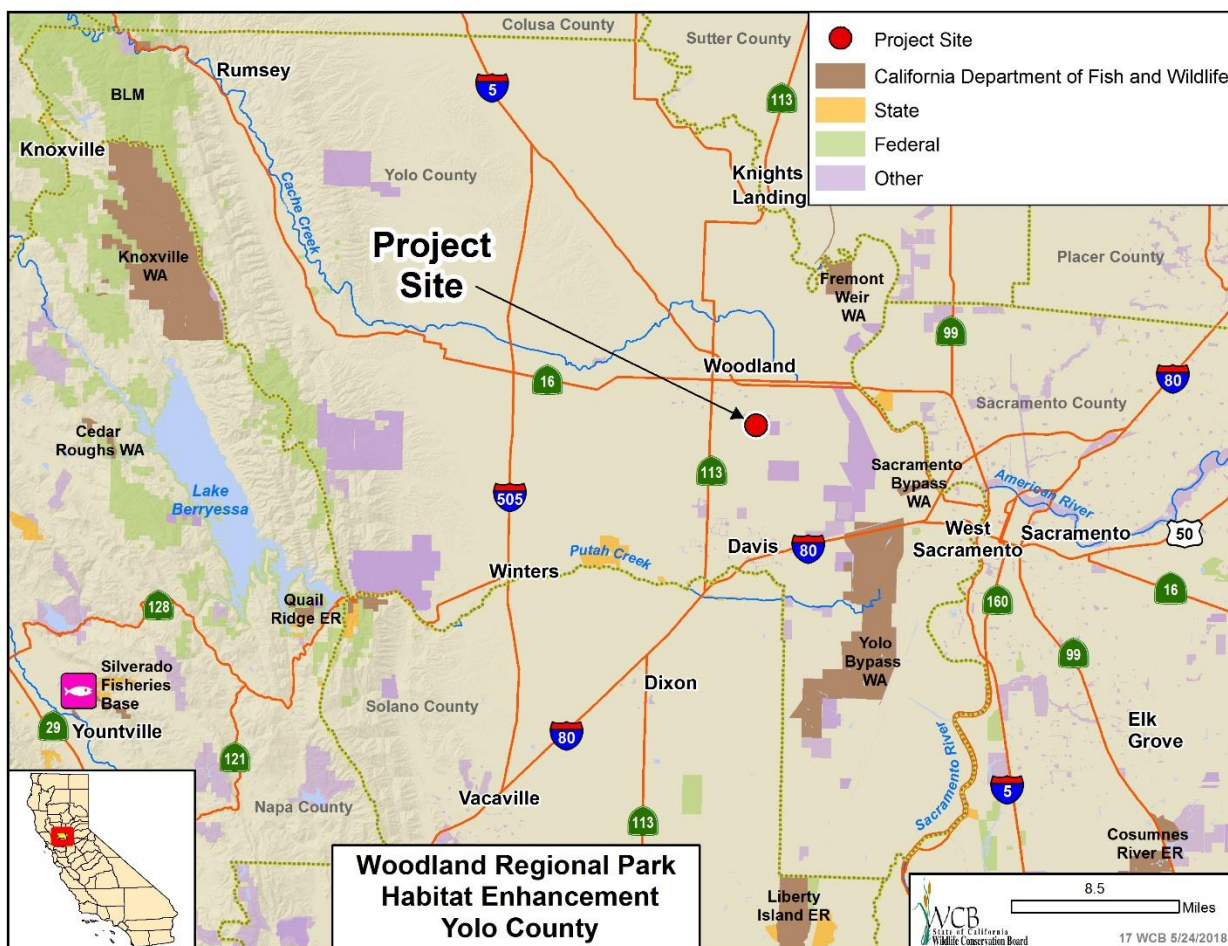 Colusa County
Sutter County
Rumsey
BLM
5
113
Knoxville
Yolo County
Cache Creek
Knights
Landing
Knoxville
WA
Project
Site
Placer County
Fremont
Weir
WA
99
Woodland
16
80
Cedar
Roughs WA
Sacramento County
Lake
Berryessa
505
113
Sacramento
Bypass
WA
American River
Davis
80
West
Sacramento
Sacramento
50
Putah Creek
Winters
128
Quail
Ridge ER
160
16
Silverado
Fisheries
Base
Yolo
Bypass
WA
99
Dixon
Solano County
29
Yountville
121
80
Elk
Grove
Sacramento River
5
Napa County
Vacaville
113
Cosumnes
River ER
Liberty
Island ER
Project Site
California Department of Fish and Wildlife
State
Federal
Other
Woodland Regional Park
Habitat Enhancement
Yolo County
8.5
Miles
WCB
State of California
Wildlife Conservation Board
17 WCB 5/24/2018